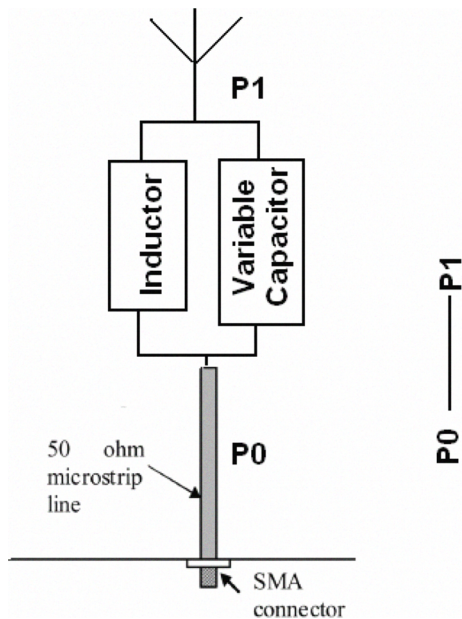 P1
Inductor
Variable
Capacitor
P0
50 ohm
microstrip
line
SMA
connector
P0
P1